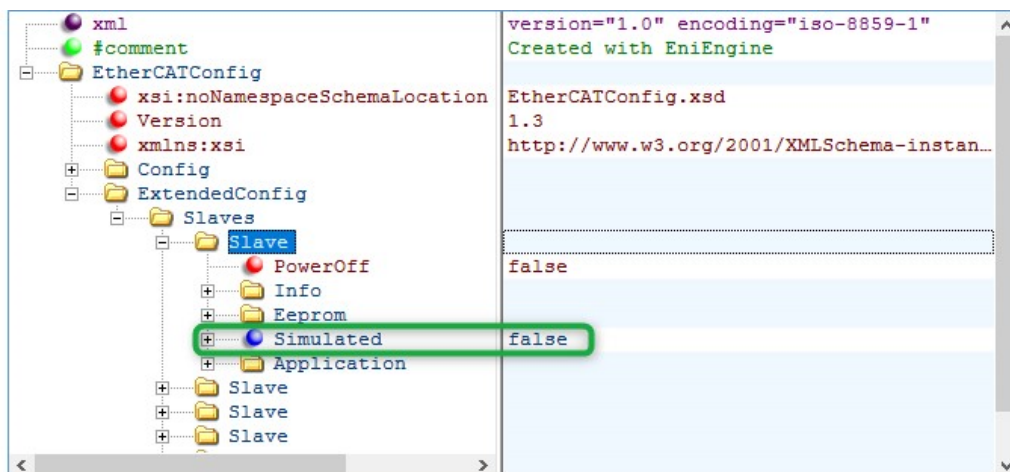 xml version="1.0" encoding="iso-8859-1"
#comment Created with EniEngine
EtherCATConfig
xsi:noNamespaceSchemaLocation EtherCATConfig.xsd
Version 1.3
xmlns:xsi http://www.w3.org/2001/XMLSchema-instan...
Config
ExtendedConfig
Slaves
Slave
PowerOff false
Info
Eeprom
Simulated false
Application
Slave
Slave
Slave